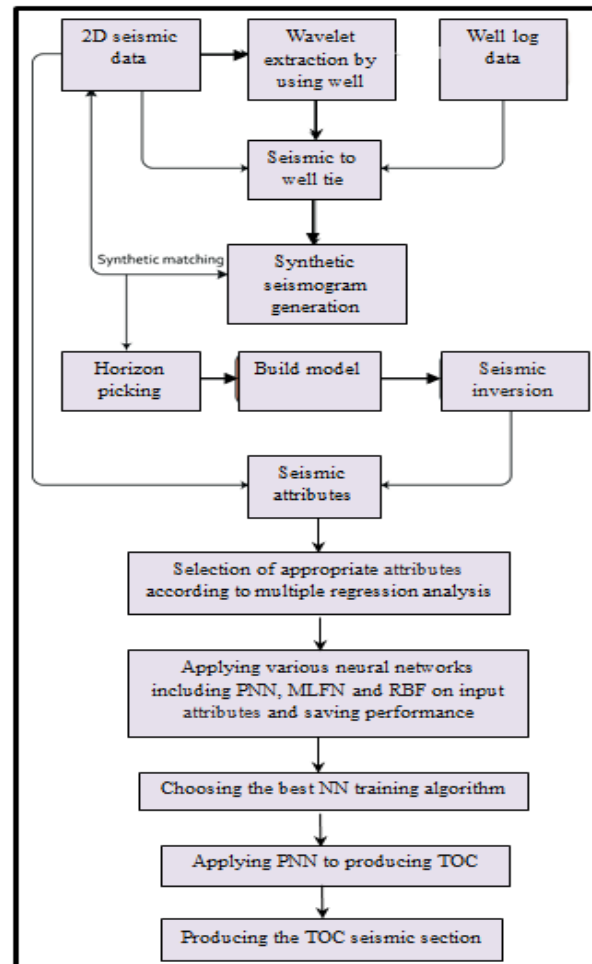 2D seismic
data
Wavelet
extraction by
using well
Well log
data
Seismic to
well tie
Synthetic matching
Synthetic
seismogram
generation
Horizon
picking
Build model
Seismic
inversion
Seismic
attributes
Selection of appropriate attributes
according to multiple regression analysis
Applying various neural networks
including PNN, MLFN and RBF on input
attributes and saving performance
Choosing the best NN training algorithm
Applying PNN to producing TOC
Producing the TOC seismic section